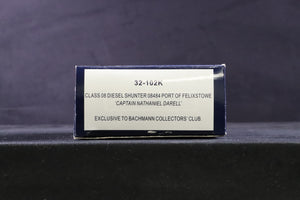 32-102K
CLASS 08 DIESEL SHUNTER 08484 PORT OF FELIXSTOWE
'CAPTAIN NATHANIEL DARELL'
EXCLUSIVE TO BACHMANN COLLECTORS' CLUB.